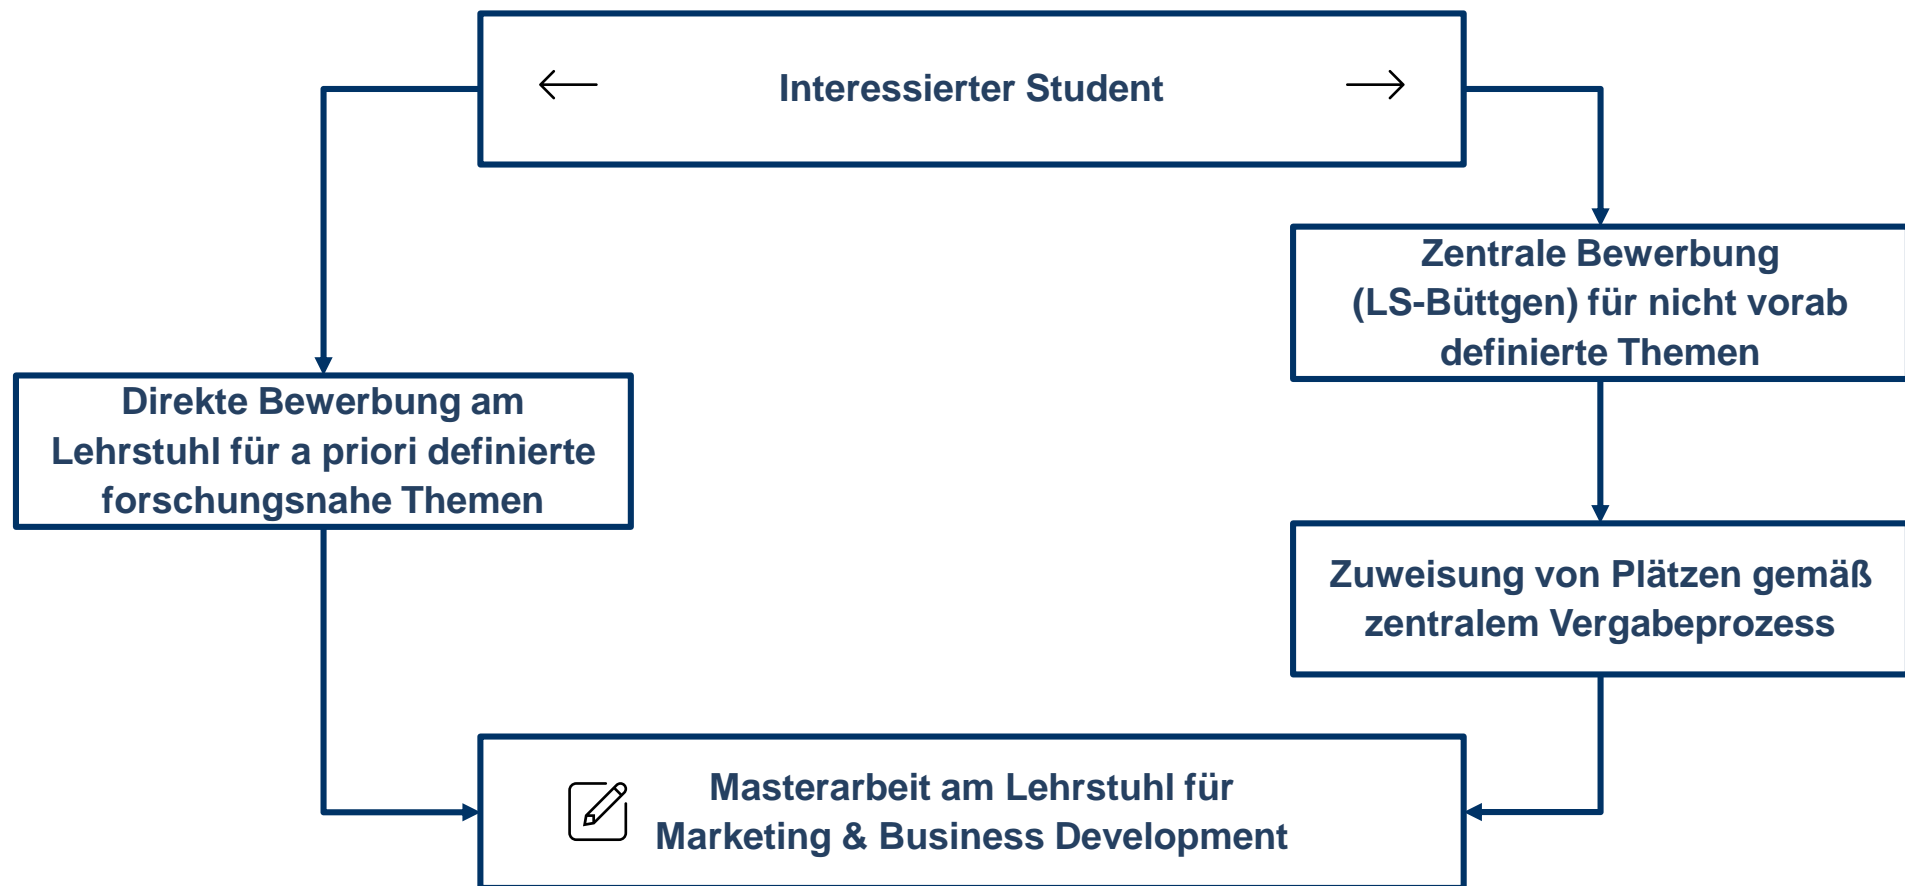 Interessierter Student
Zentrale Bewerbung
(LS-Büttgen) für nicht vorab
definierte Themen
Direkte Bewerbung am
Lehrstuhl für a priori definierte
forschungsnahe Themen
Zuweisung von Plätzen gemäß
zentralem Vergabeprozess
Masterarbeit am Lehrstuhl für
Marketing & Business Development